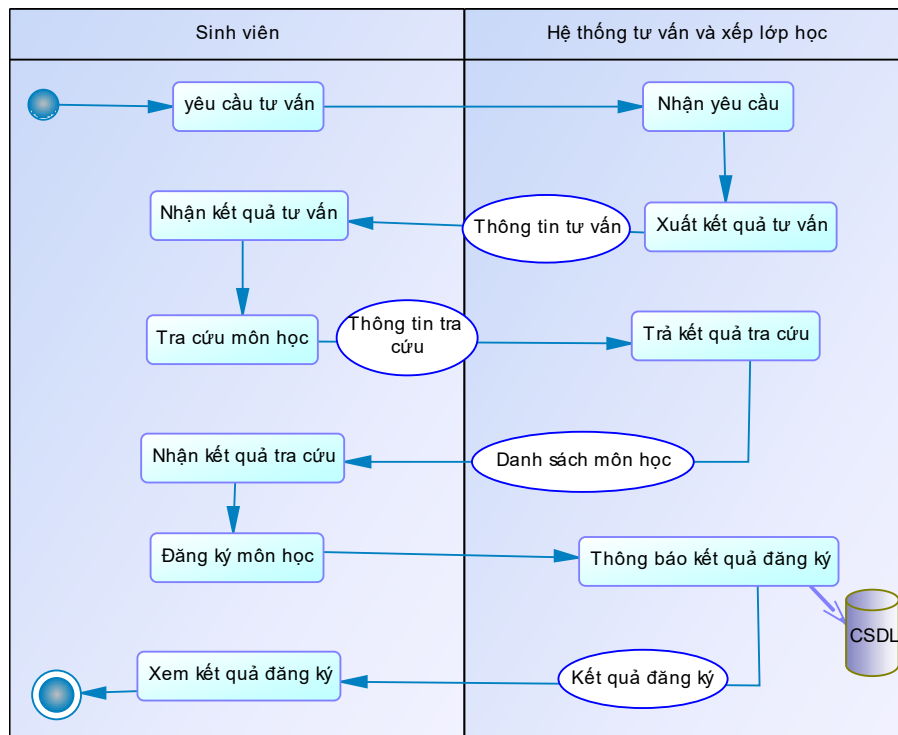 Sinh viên
Hệ thống tư vấn và xếp lớp học
yêu cầu tư vấn
Nhận yêu cầu
Nhận kết quả tư vấn
Thông tin tư vấn
Xuất kết quả tư vấn
Tra cứu môn học
Thông tin tra
cứu
Trả kết quả tra cứu
Nhận kết quả tra cứu
Danh sách môn học
Đăng ký môn học
Thông báo kết quả đăng ký
CSDL
Xem kết quả đăng ký
Kết quả đăng ký